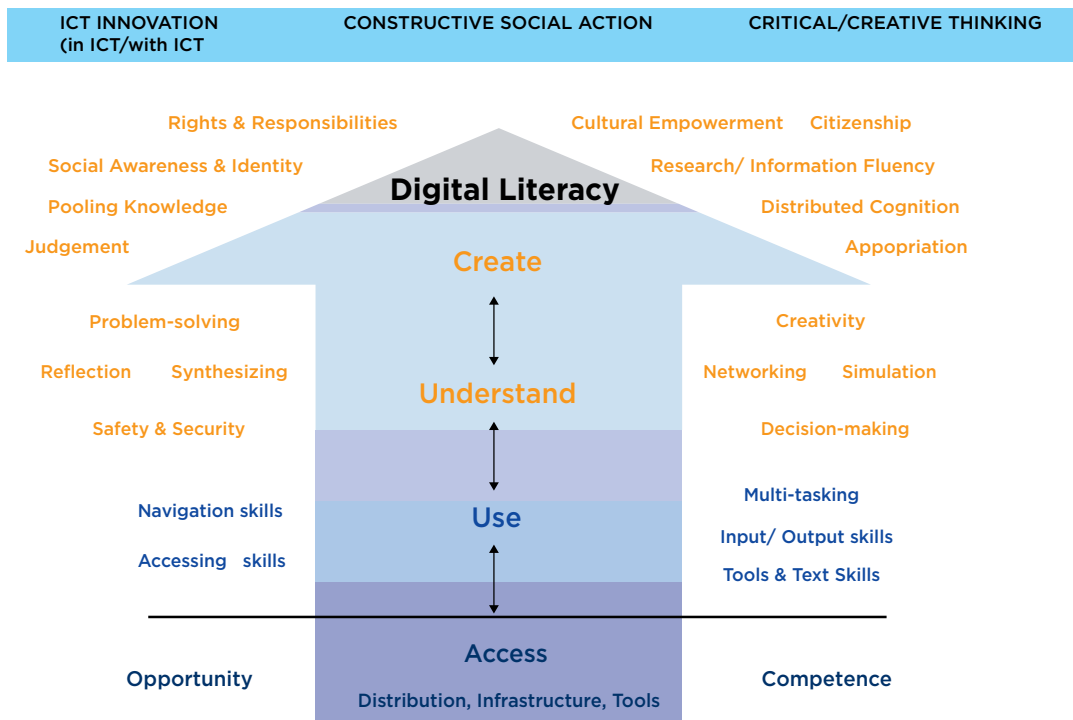 ICT INNOVATION
(in ICT/with ICT
CONSTRUCTIVE SOCIAL ACTION
CRITICAL/CREATIVE THINKING
Rights & Responsibilities
Cultural Empowerment
Citizenship
Social Awareness & Identity
Research/ Information Fluency
Digital Literacy
Pooling Knowledge
Distributed Cognition
Judgement
Appopriation
Create
Problem-solving
Creativity
Reflection
Synthesizing
Networking
Simulation
Understand
Safety & Security
Decision-making
Multi-tasking
Navigation skills
Use
Input/ Output skills
Accessing skills
Tools & Text Skills
Access
Opportunity
Competence
Distribution, Infrastructure, Tools